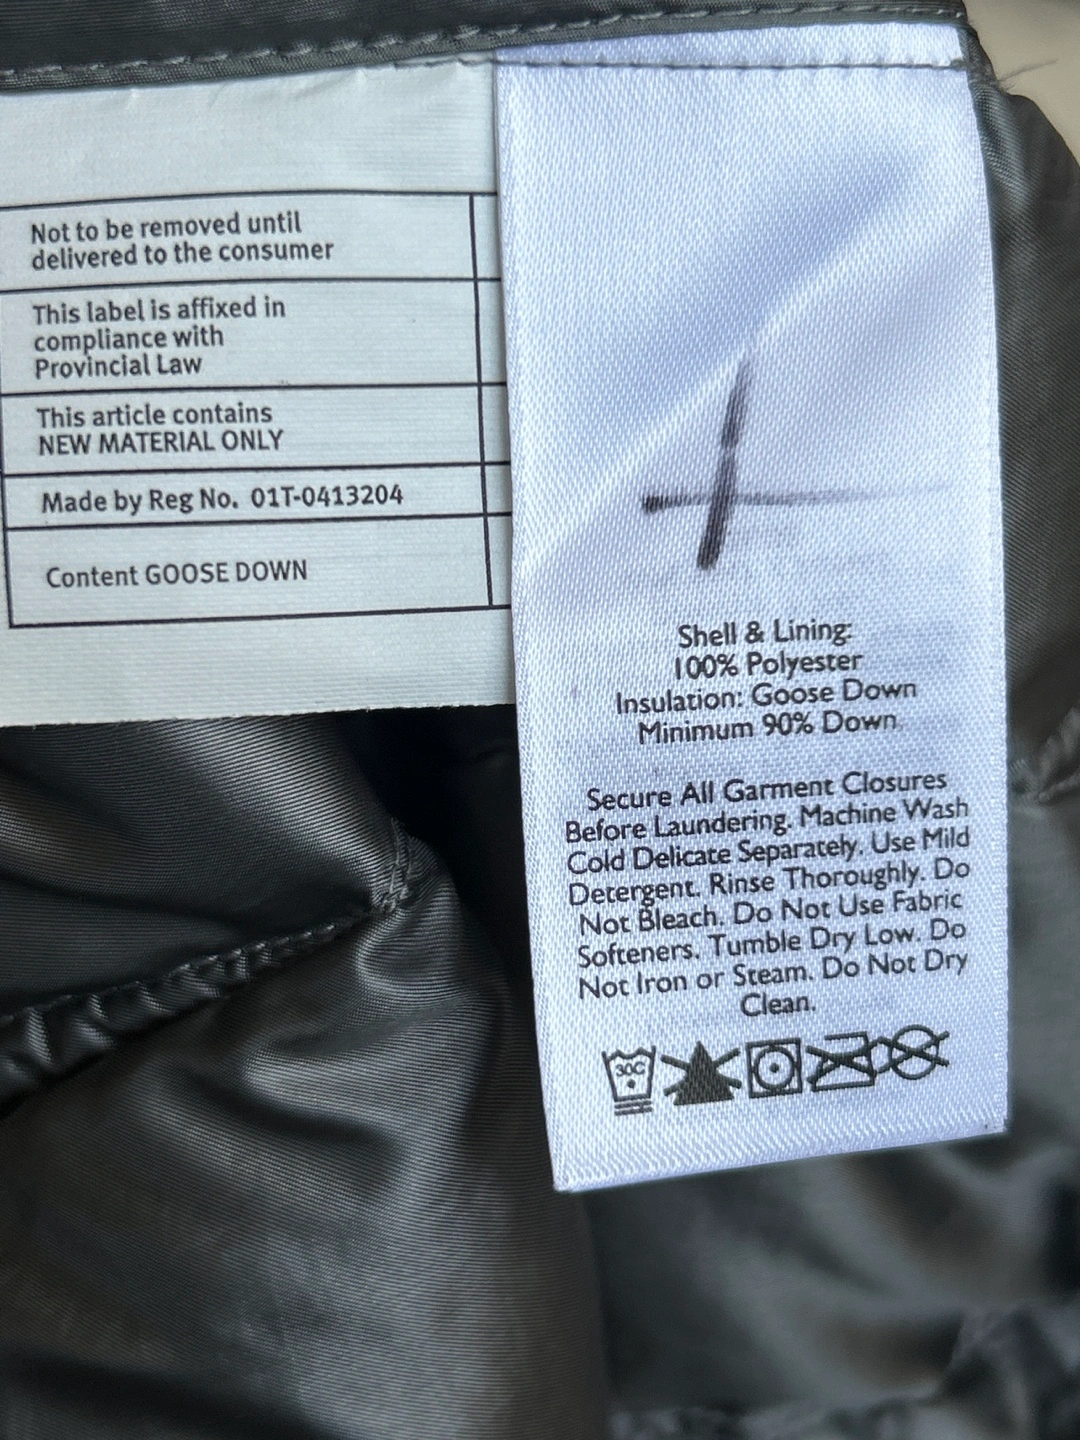 Not to be removed until
delivered to the consumer
This label is affixed in
compliance with
Provincial Law
This article contains
NEW MATERIAL ONLY
Made by Reg No. 01T-0413204
Content GOOSE DOWN
Shell & Lining:
100% Polyester
Insulation: Goose Down
Minimum 90% Down
Secure All Garment Closures
Before Laundering. Machine Wash
Cold Delicate Separately. Use Mild
Detergent. Rinse Thoroughly. Do
Not Bleach. Do Not Use Fabric
Softeners. Tumble Dry Low. Do
Not Iron or Steam. Do Not Dry
Clean.
30C